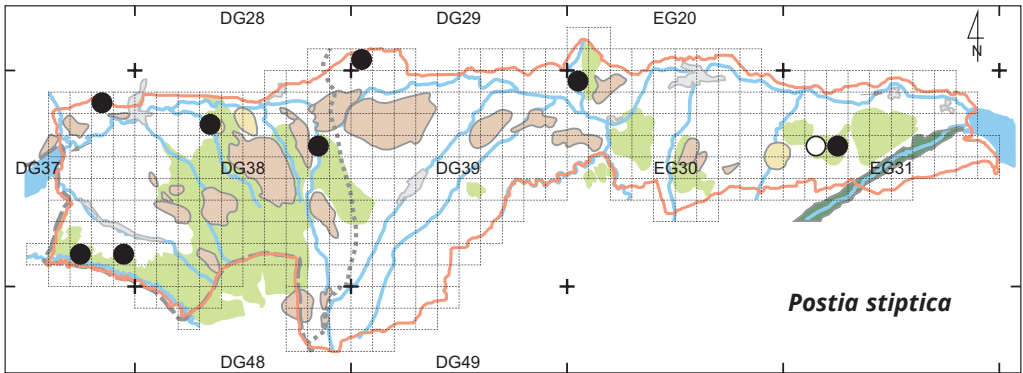 DG28
DG29
EG20
N
DG37
DG38
DG39
EG30
EG31
Postia stiptica
DG48
DG49